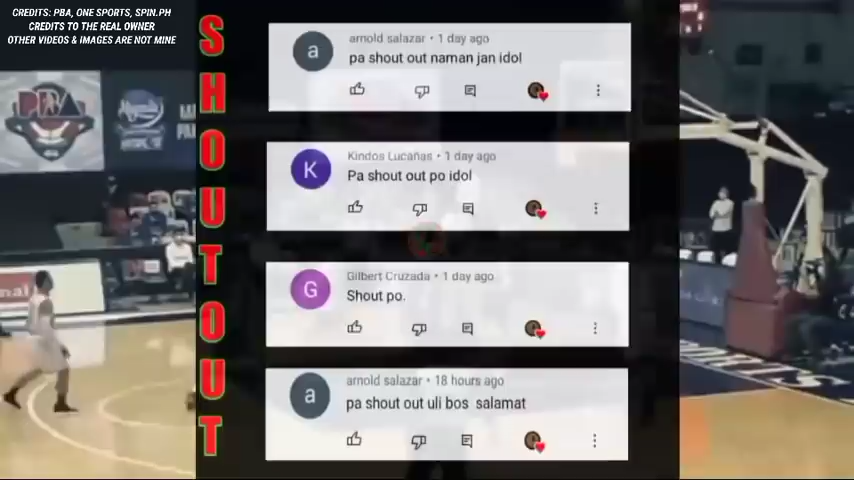 CREDITS: PBA, ONE SPORTS, SPIN.PH
CREDITS TO THE REAL OWNER
OTHER VIDEOS & IMAGES ARE NOT MINE
SHOUTOUT
a
arnold salazar • 1 day ago
pa shout out naman jan idol
K
Kindos Lucañas • 1 day ago
Pa shout out po idol
G
Gilbert Cruzada • 1 day ago
Shout po.
a
arnold salazar • 18 hours ago
pa shout out uli bos salamat
PBA